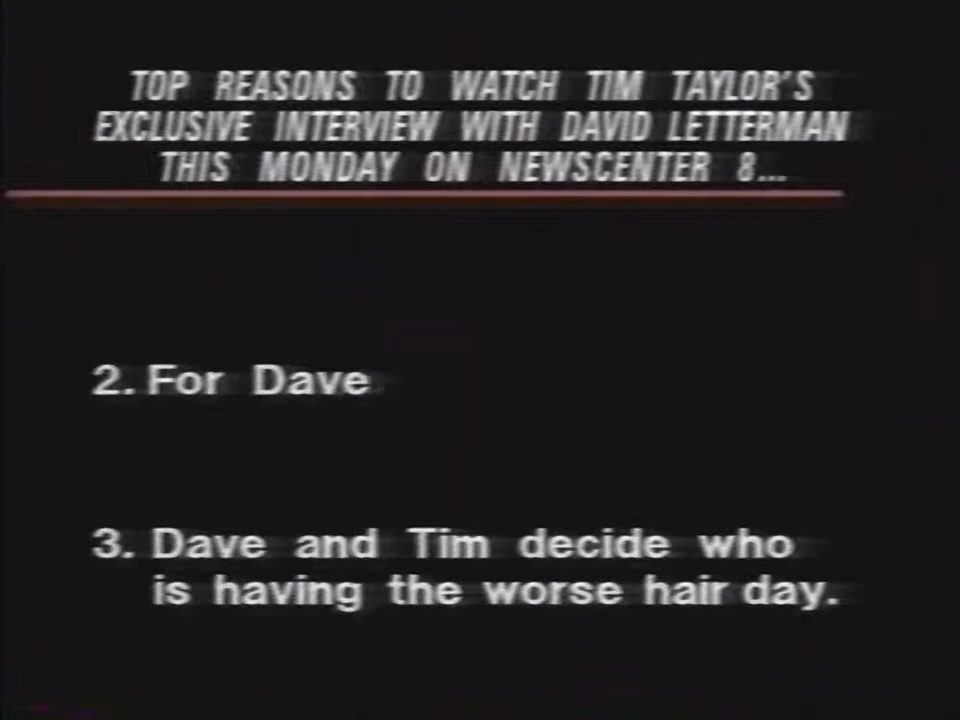 TOP REASONS TO WATCH TIM TAYLOR'S
EXCLUSIVE INTERVIEW WITH DAVID LETTERMAN
THIS MONDAY ON NEWSCENTER 8...
2. For Dave
3. Dave and Tim decide who
is having the worse hair day.